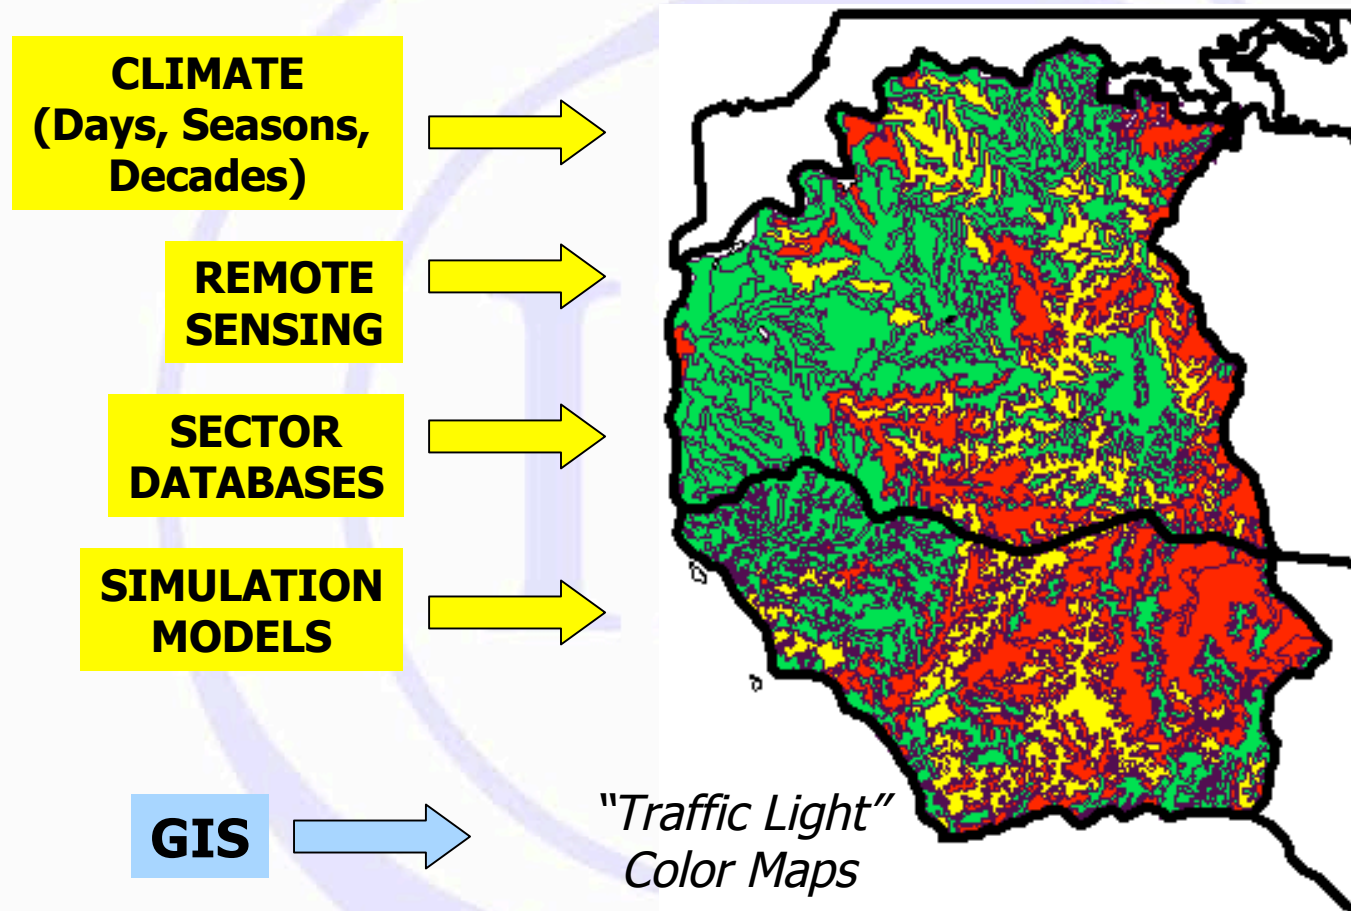 CLIMATE
(Days, Seasons,
Decades)
REMOTE
SENSING
SECTOR
DATABASES
SIMULATION
MODELS
GIS
“Traffic Light”
Color Maps